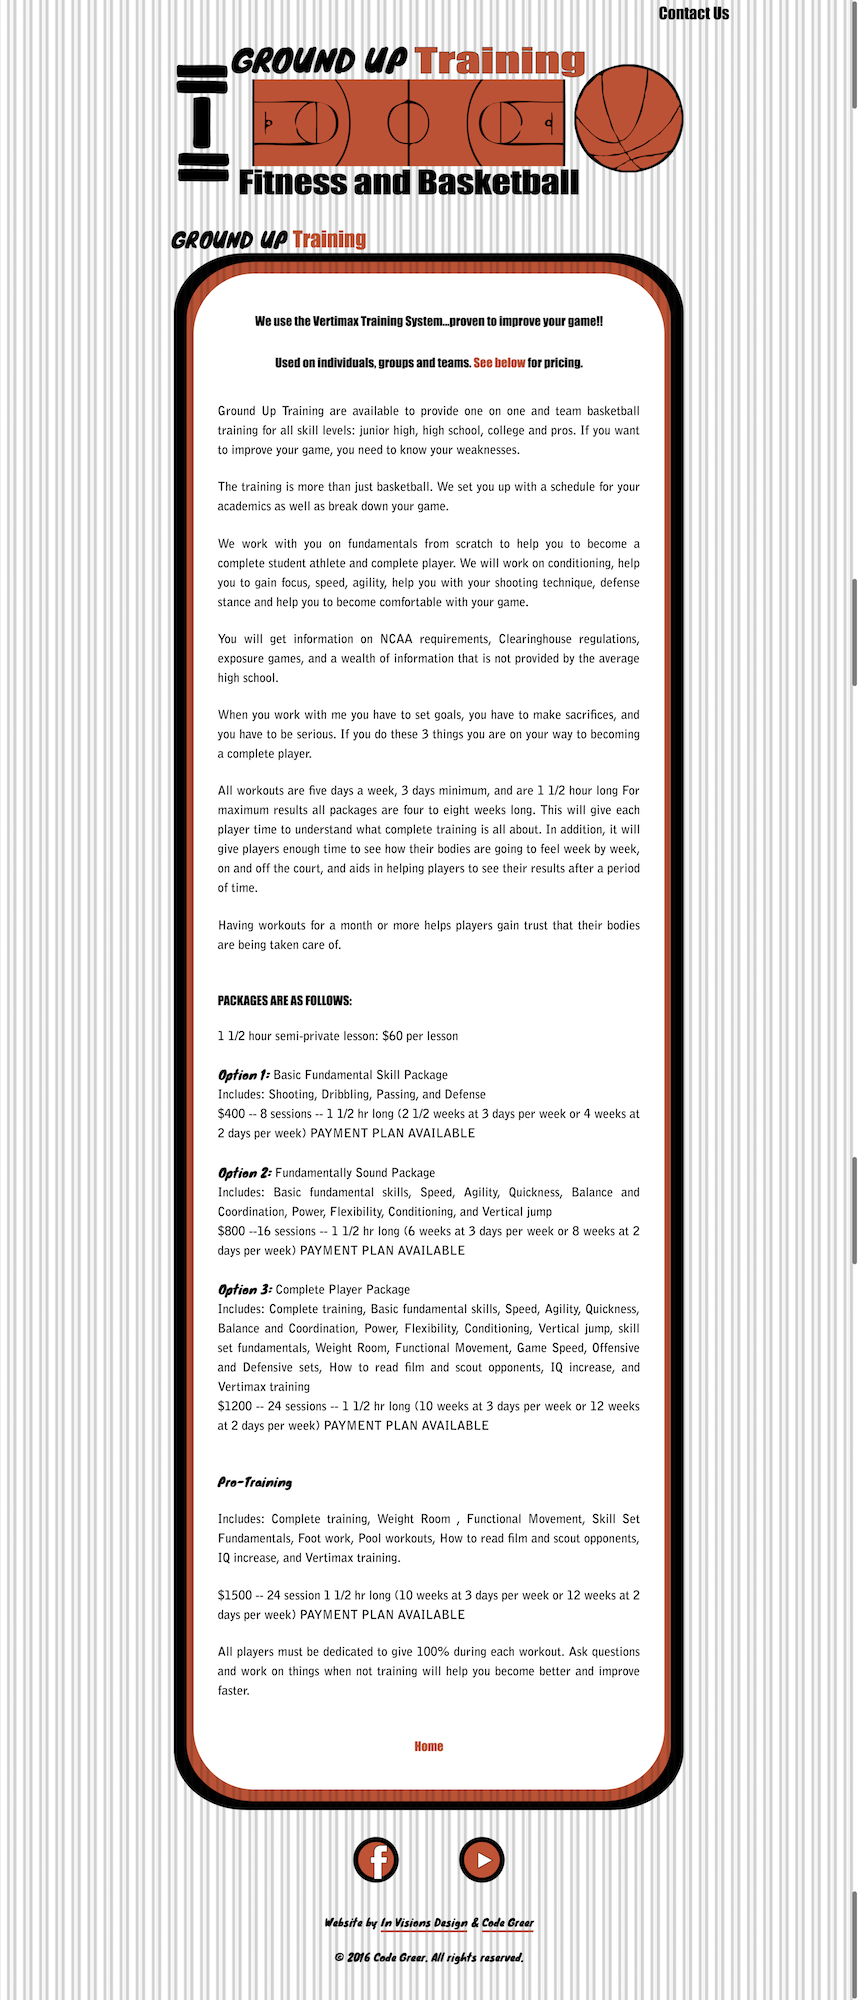 Contact Us
GROUND UP Training
Fitness and Basketball
GROUND UP Training
We use the Vertimax Training System...proven to improve your game!!
Used on individuals, groups and teams. See below for pricing.
Ground Up Training are available to provide one on one and team basketball
training for all skill levels: junior high, high school, college and pros. If you want
to improve your game, you need to know your weaknesses.
The training is more than just basketball. We set you up with a schedule for your
academics as well as break down your game.
We work with you on fundamentals from scratch to help you to become a
complete student athlete and complete player. We will work on conditioning, help
you to gain focus, speed, agility, help you with your shooting technique, defense
stance and help you to become comfortable with your game.
You will get information on NCAA requirements, Clearinghouse regulations,
exposure games, and a wealth of information that is not provided by the average
high school.
When you work with me you have to set goals, you have to make sacrifices, and
you have to be serious. If you do these 3 things you are on your way to becoming
a complete player.
All workouts are five days a week, 3 days minimum, and are 1 1/2 hour long For
maximum results all packages are four to eight weeks long. This will give each
player time to understand what complete training is all about. In addition, it will
give players enough time to see how their bodies are going to feel week by week,
on and off the court, and aids in helping players to see their results after a period
of time.
Having workouts for a month or more helps players gain trust that their bodies
are being taken care of.
PACKAGES ARE AS FOLLOWS:
1 1/2 hour semi-private lesson: $60 per lesson
Option 1: Basic Fundamental Skill Package
Includes: Shooting, Dribbling, Passing, and Defense
$400 -- 8 sessions -- 1 1/2 hr long (2 1/2 weeks at 3 days per week or 4 weeks at
2 days per week) PAYMENT PLAN AVAILABLE
Option 2: Fundamentally Sound Package
Includes: Basic fundamental skills, Speed, Agility, Quickness, Balance and
Coordination, Power, Flexibility, Conditioning, and Vertical jump
$800 --16 sessions -- 1 1/2 hr long (6 weeks at 3 days per week or 8 weeks at 2
days per week) PAYMENT PLAN AVAILABLE
Option 3: Complete Player Package
Includes: Complete training, Basic fundamental skills, Speed, Agility, Quickness,
Balance and Coordination, Power, Flexibility, Conditioning, Vertical jump, skill
set fundamentals, Weight Room, Functional Movement, Game Speed, Offensive
and Defensive sets, How to read film and scout opponents, IQ increase, and
Vertimax training
$1200 -- 24 sessions -- 1 1/2 hr long (10 weeks at 3 days per week or 12 weeks
at 2 days per week) PAYMENT PLAN AVAILABLE
Pro-Training
Includes: Complete training, Weight Room , Functional Movement, Skill Set
Fundamentals, Foot work, Pool workouts, How to read film and scout opponents,
IQ increase, and Vertimax training.
$1500 -- 24 session 1 1/2 hr long (10 weeks at 3 days per week or 12 weeks at 2
days per week) PAYMENT PLAN AVAILABLE
All players must be dedicated to give 100% during each workout. Ask questions
and work on things when not training will help you become better and improve
faster.
Home
Website by In Visions Design & Code Greer
© 2016 Code Greer. All rights reserved.